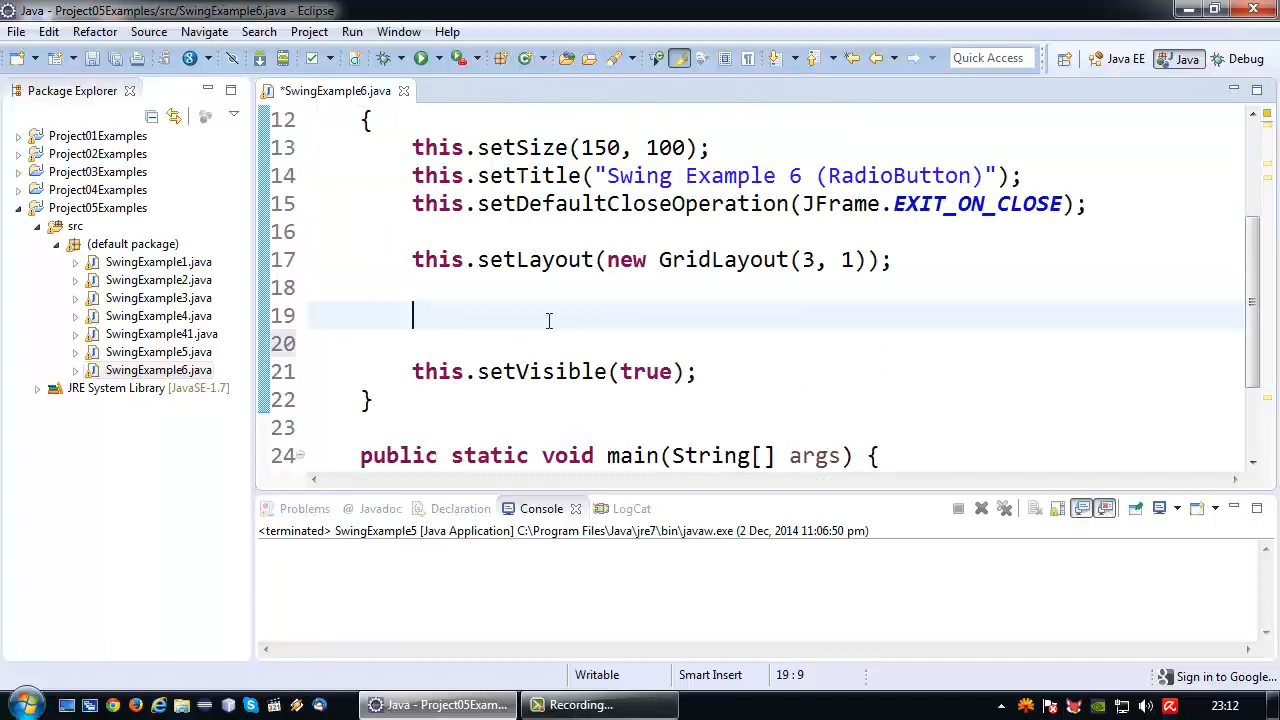 Java - Project05Examples/src/SwingExample6.java - Eclipse
File Edit Refactor Source Navigate Search Project Run Window Help
Quick Access
Java EE
Java
Debug
Package Explorer
*SwingExample6.java
Project01Examples
Project02Examples
Project03Examples
Project04Examples
Project05Examples
src
(default package)
SwingExample1.java
SwingExample2.java
SwingExample3.java
SwingExample4.java
SwingExample41.java
SwingExample5.java
SwingExample6.java
JRE System Library [JavaSE-1.7]
12 {
13 this.setSize(150, 100);
14 this.setTitle("Swing Example 6 (RadioButton)");
15 this.setDefaultCloseOperation(JFrame.EXIT_ON_CLOSE);
16
17 this.setLayout(new GridLayout(3, 1));
18
19
20
21 this.setVisible(true);
22 }
23
24 public static void main(String[] args) {
Problems @ Javadoc Declaration Console LogCat
<terminated> SwingExample5 [Java Application] C:\Program Files\Java\jre7\bin\javaw.exe (2 Dec, 2014 11:06:50 pm)
Writable Smart Insert 19 : 9
Sign in to Google...
Java - Project05Exam...
Recording...
23:12